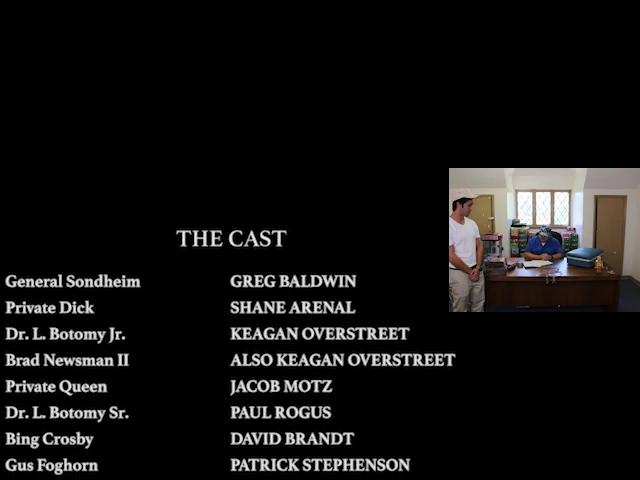 THE CAST
General Sondheim GREG BALDWIN
Private Dick SHANE ARENAL
Dr. L. Botomy Jr. KEAGAN OVERSTREET
Brad Newsman II ALSO KEAGAN OVERSTREET
Private Queen JACOB MOTZ
Dr. L. Botomy Sr. PAUL ROGUS
Bing Crosby DAVID BRANDT
Gus Foghorn PATRICK STEPHENSON